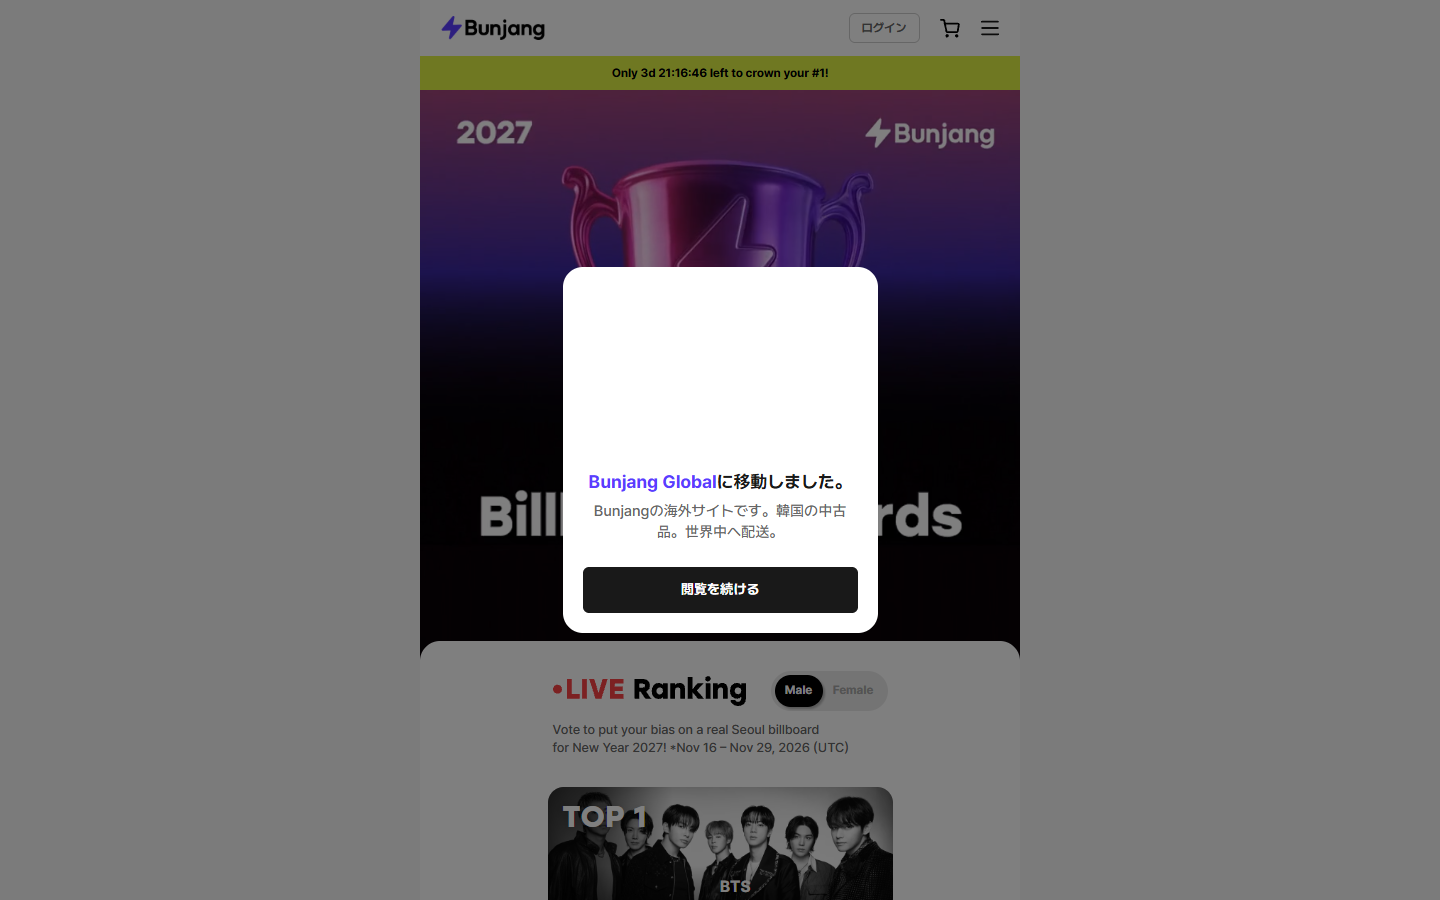 Bunjang
ログイン
Only 3d 21:16:46 left to crown your #1!
2027
Bunjang
Bunjang Globalに移動しました。
Bunjangの海外サイトです。韓国の中古
品。世界中へ配送。
閲覧を続ける
LIVE Ranking
Male
Female
Vote to put your bias on a real Seoul billboard
for New Year 2027! *Nov 16 – Nov 29, 2026 (UTC)
TOP 1
BTS